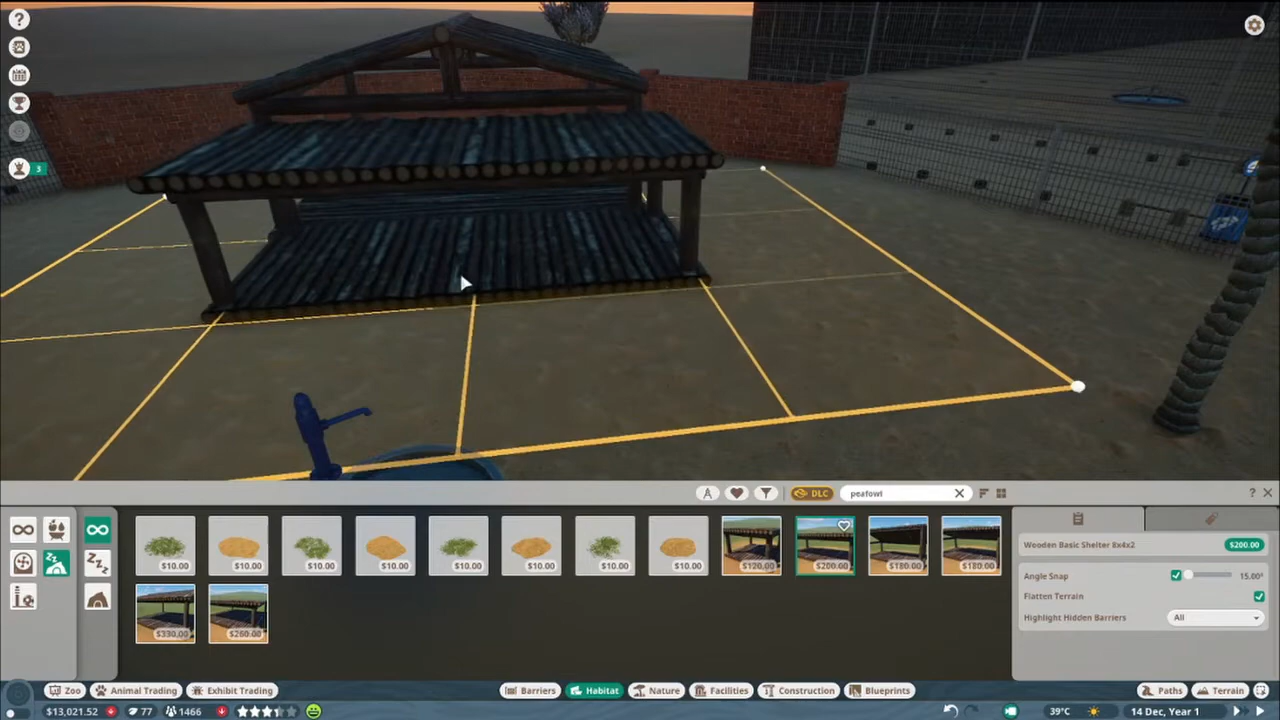 ?
3
DLC
peafowl
? ×
$10.00 $10.00 $10.00 $10.00 $10.00 $10.00 $10.00 $10.00 $120.00 $200.00 $180.00 $180.00
$330.00 $260.00
Wooden Basic Shelter 8x4x2 $200.00
Angle Snap 15.00°
Flatten Terrain
Highlight Hidden Barriers All
Zoo Animal Trading Exhibit Trading Barriers Habitat Nature Facilities Construction Blueprints Paths Terrain
$13,021.52 77 1466 39°C 14 Dec, Year 1